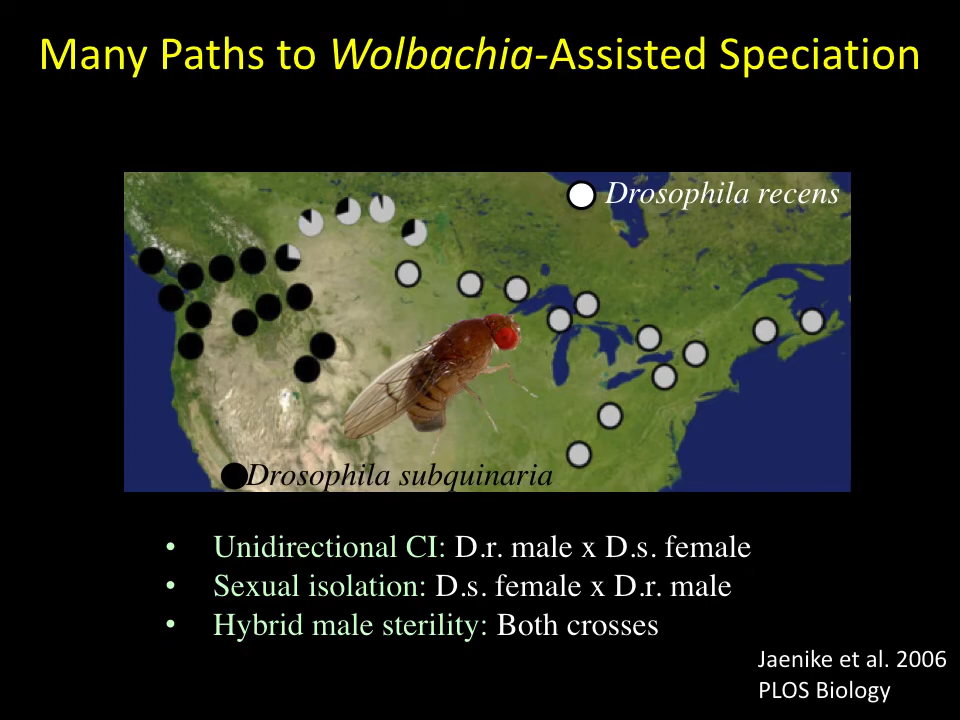 Many Paths to Wolbachia-Assisted Speciation
Drosophila recens
Drosophila subquinaria
• Unidirectional CI: D.r. male x D.s. female
• Sexual isolation: D.s. female x D.r. male
• Hybrid male sterility: Both crosses
Jaenike et al. 2006
PLOS Biology